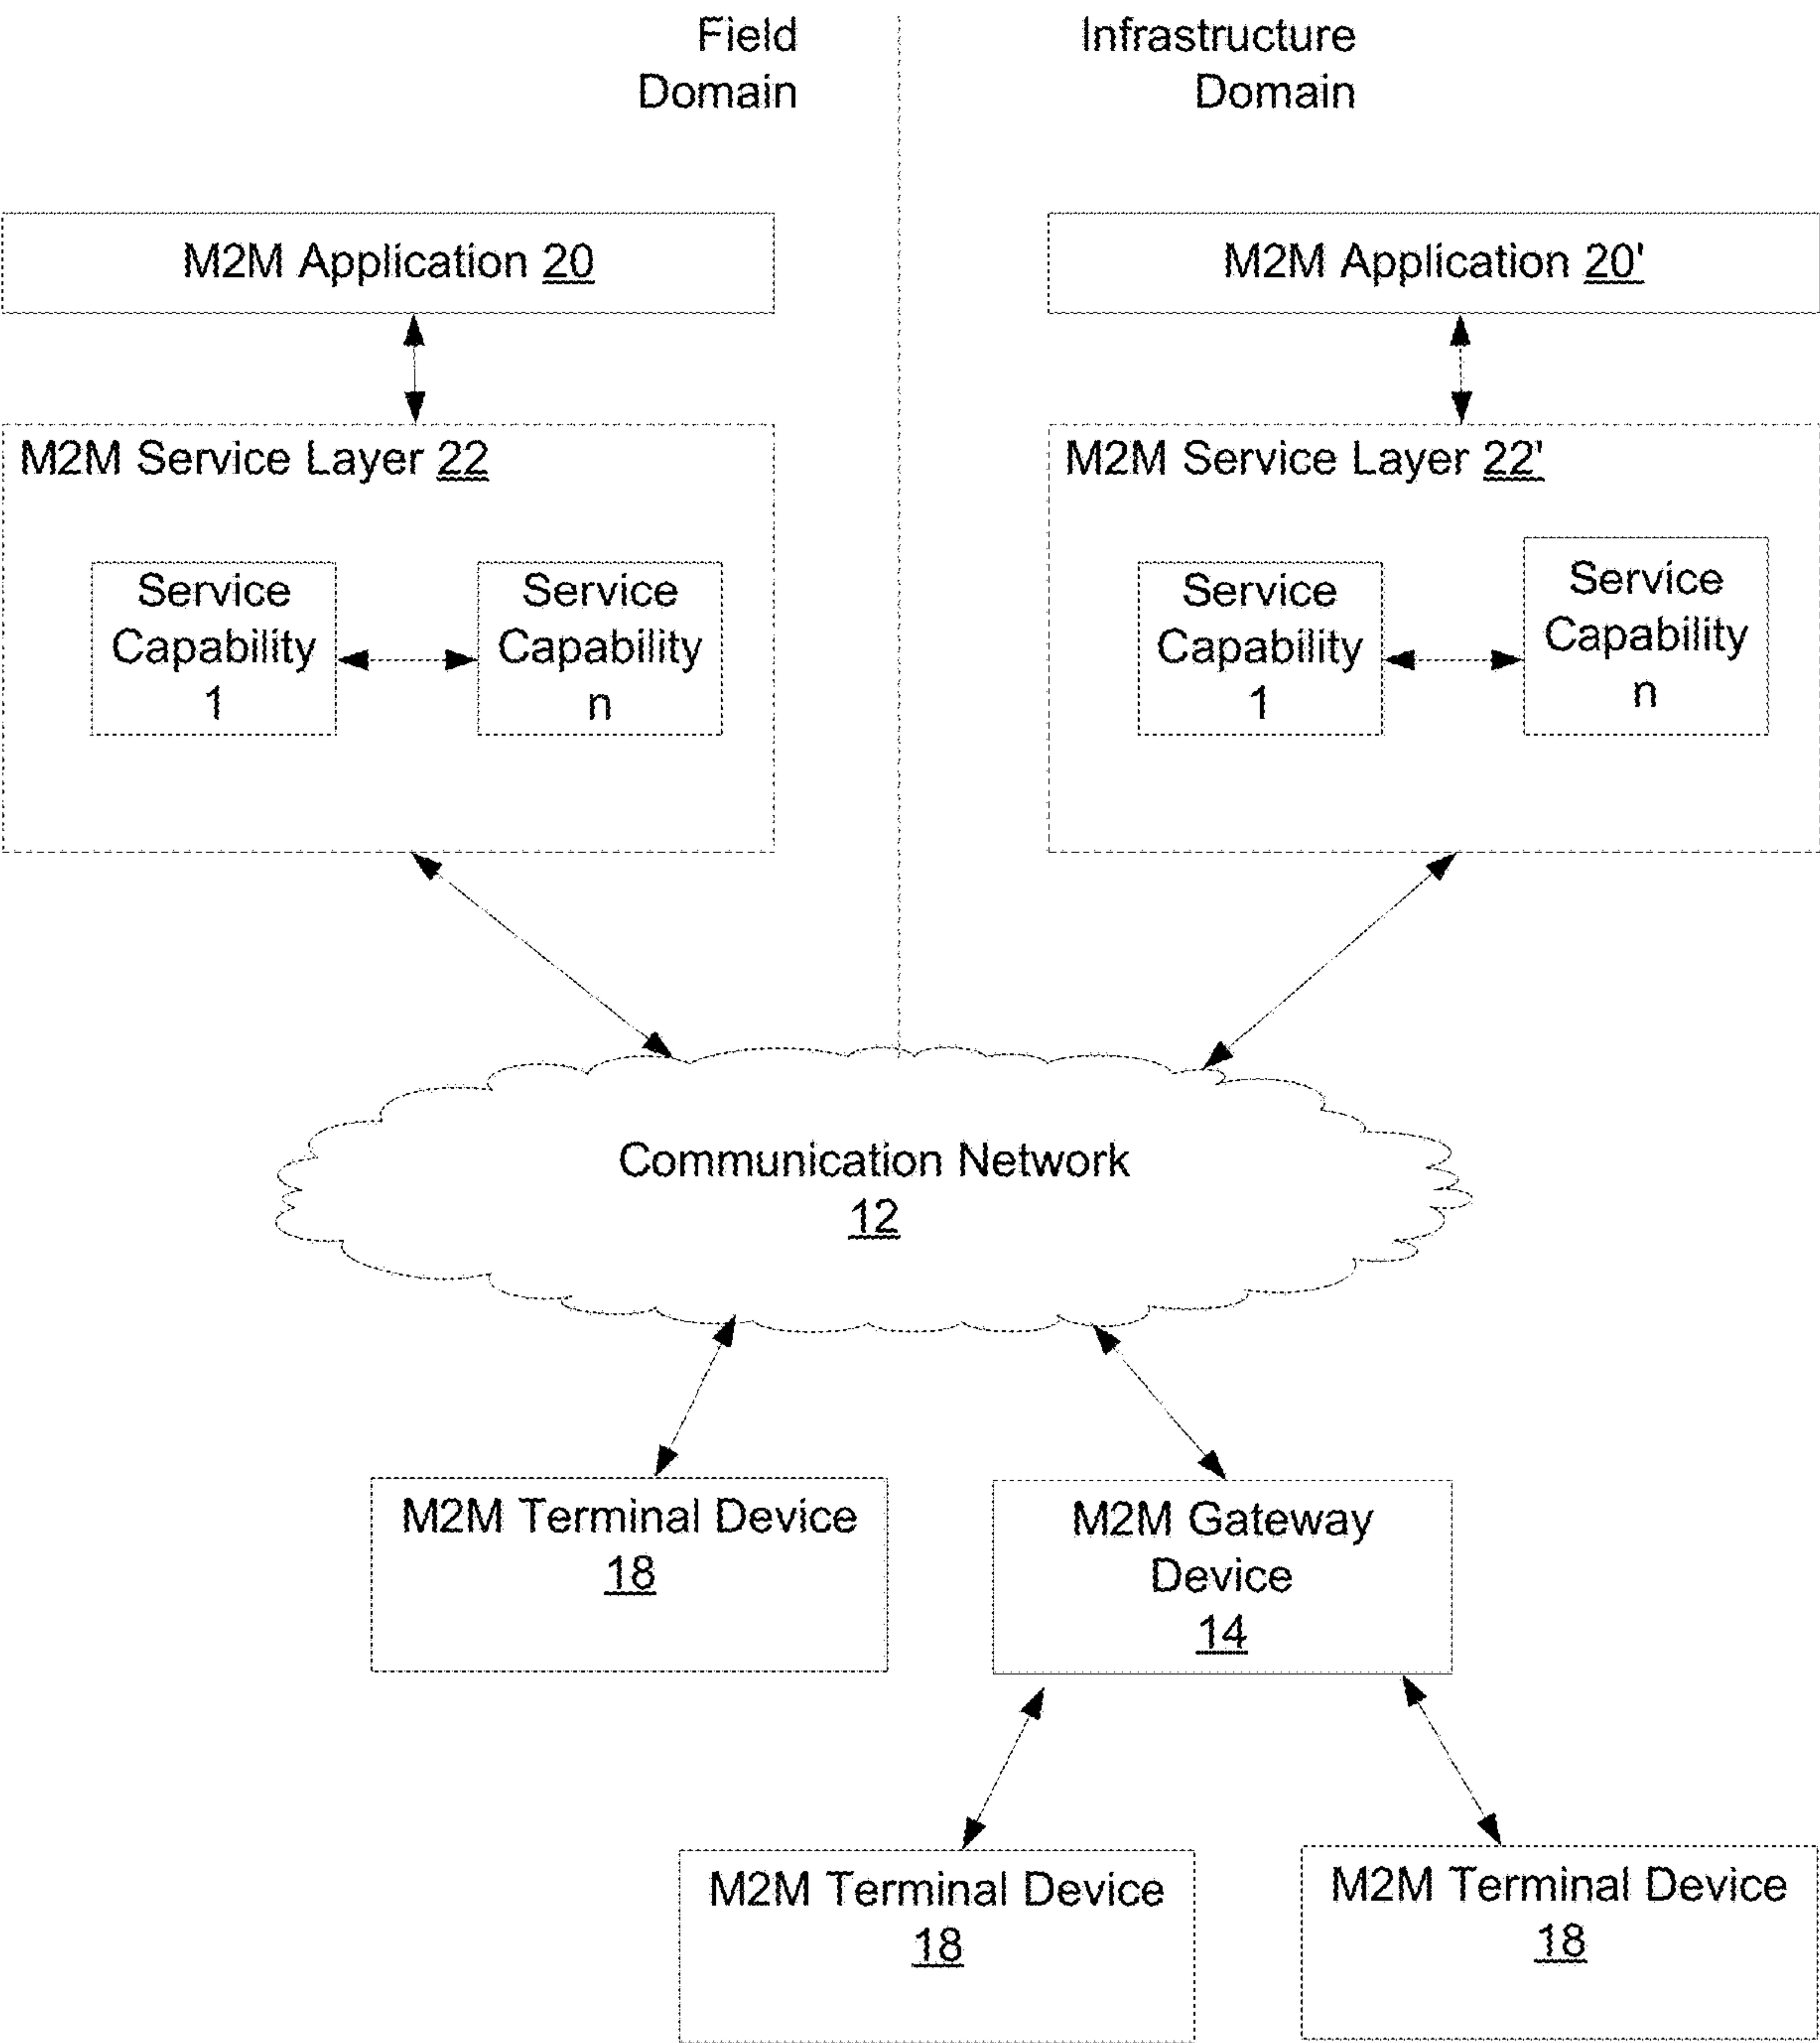 Field
Domain
Infrastructure
Domain
M2M Application 20
M2M Application 20'
M2M Service Layer 22
Service
Capability
1
Service
Capability
n
M2M Service Layer 22'
Service
Capability
1
Service
Capability
n
Communication Network
12
M2M Terminal Device
18
M2M Gateway
Device
14
M2M Terminal Device
18
M2M Terminal Device
18